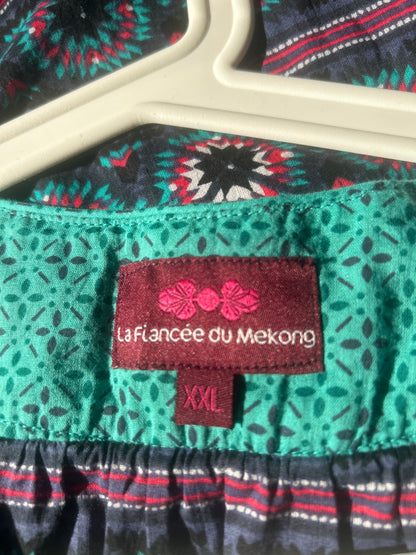 La Fiancée du Mekong
XXL